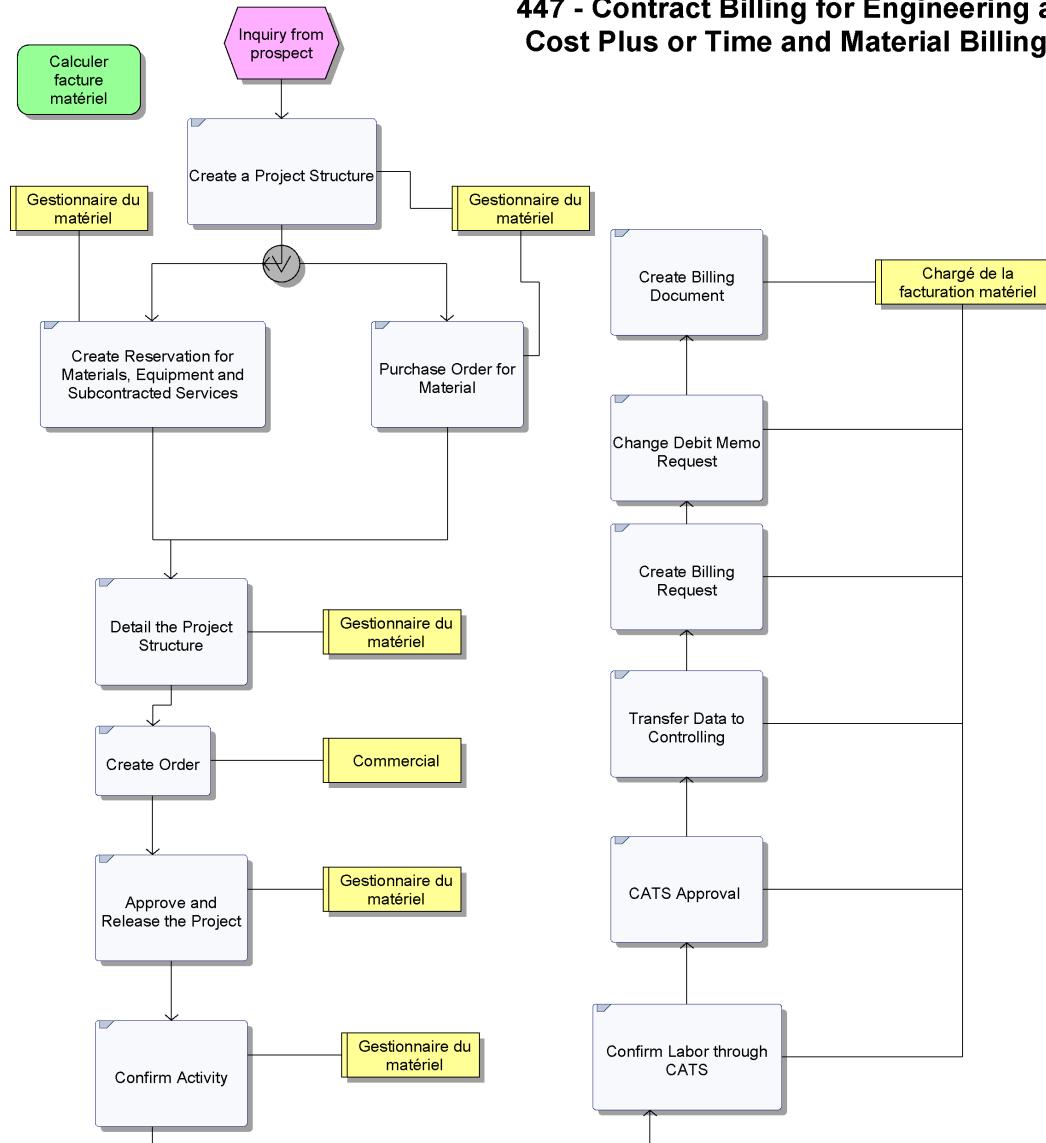 447 - Contract Billing for Engineering a
Cost Plus or Time and Material Billing
Inquiry from
prospect
Calculer
facture
matériel
Create a Project Structure
Gestionnaire du
matériel
Gestionnaire du
matériel
Create Reservation for
Materials, Equipment and
Subcontracted Services
Purchase Order for
Material
Detail the Project
Structure
Gestionnaire du
matériel
Create Order
Commercial
Approve and
Release the Project
Gestionnaire du
matériel
Confirm Activity
Gestionnaire du
matériel
Create Billing
Document
Chargé de la
facturation matériel
Change Debit Memo
Request
Create Billing
Request
Transfer Data to
Controlling
CATS Approval
Confirm Labor through
CATS